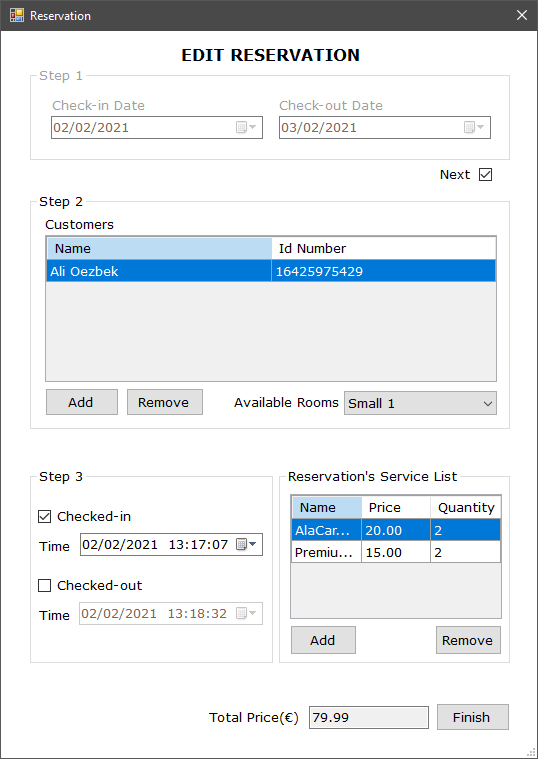 Reservation
EDIT RESERVATION
Step 1
Check-in Date Check-out Date
02/02/2021 03/02/2021
Next
Step 2
Customers
Name Id Number
Ali Oezbek 16425975429
Add Remove Available Rooms Small 1
Step 3
Checked-in
Time 02/02/2021 13:17:07
Checked-out
Time 02/02/2021 13:18:32
Reservation's Service List
Name Price Quantity
AlaCar... 20.00 2
Premiu... 15.00 2
Add Remove
Total Price(€) 79.99 Finish